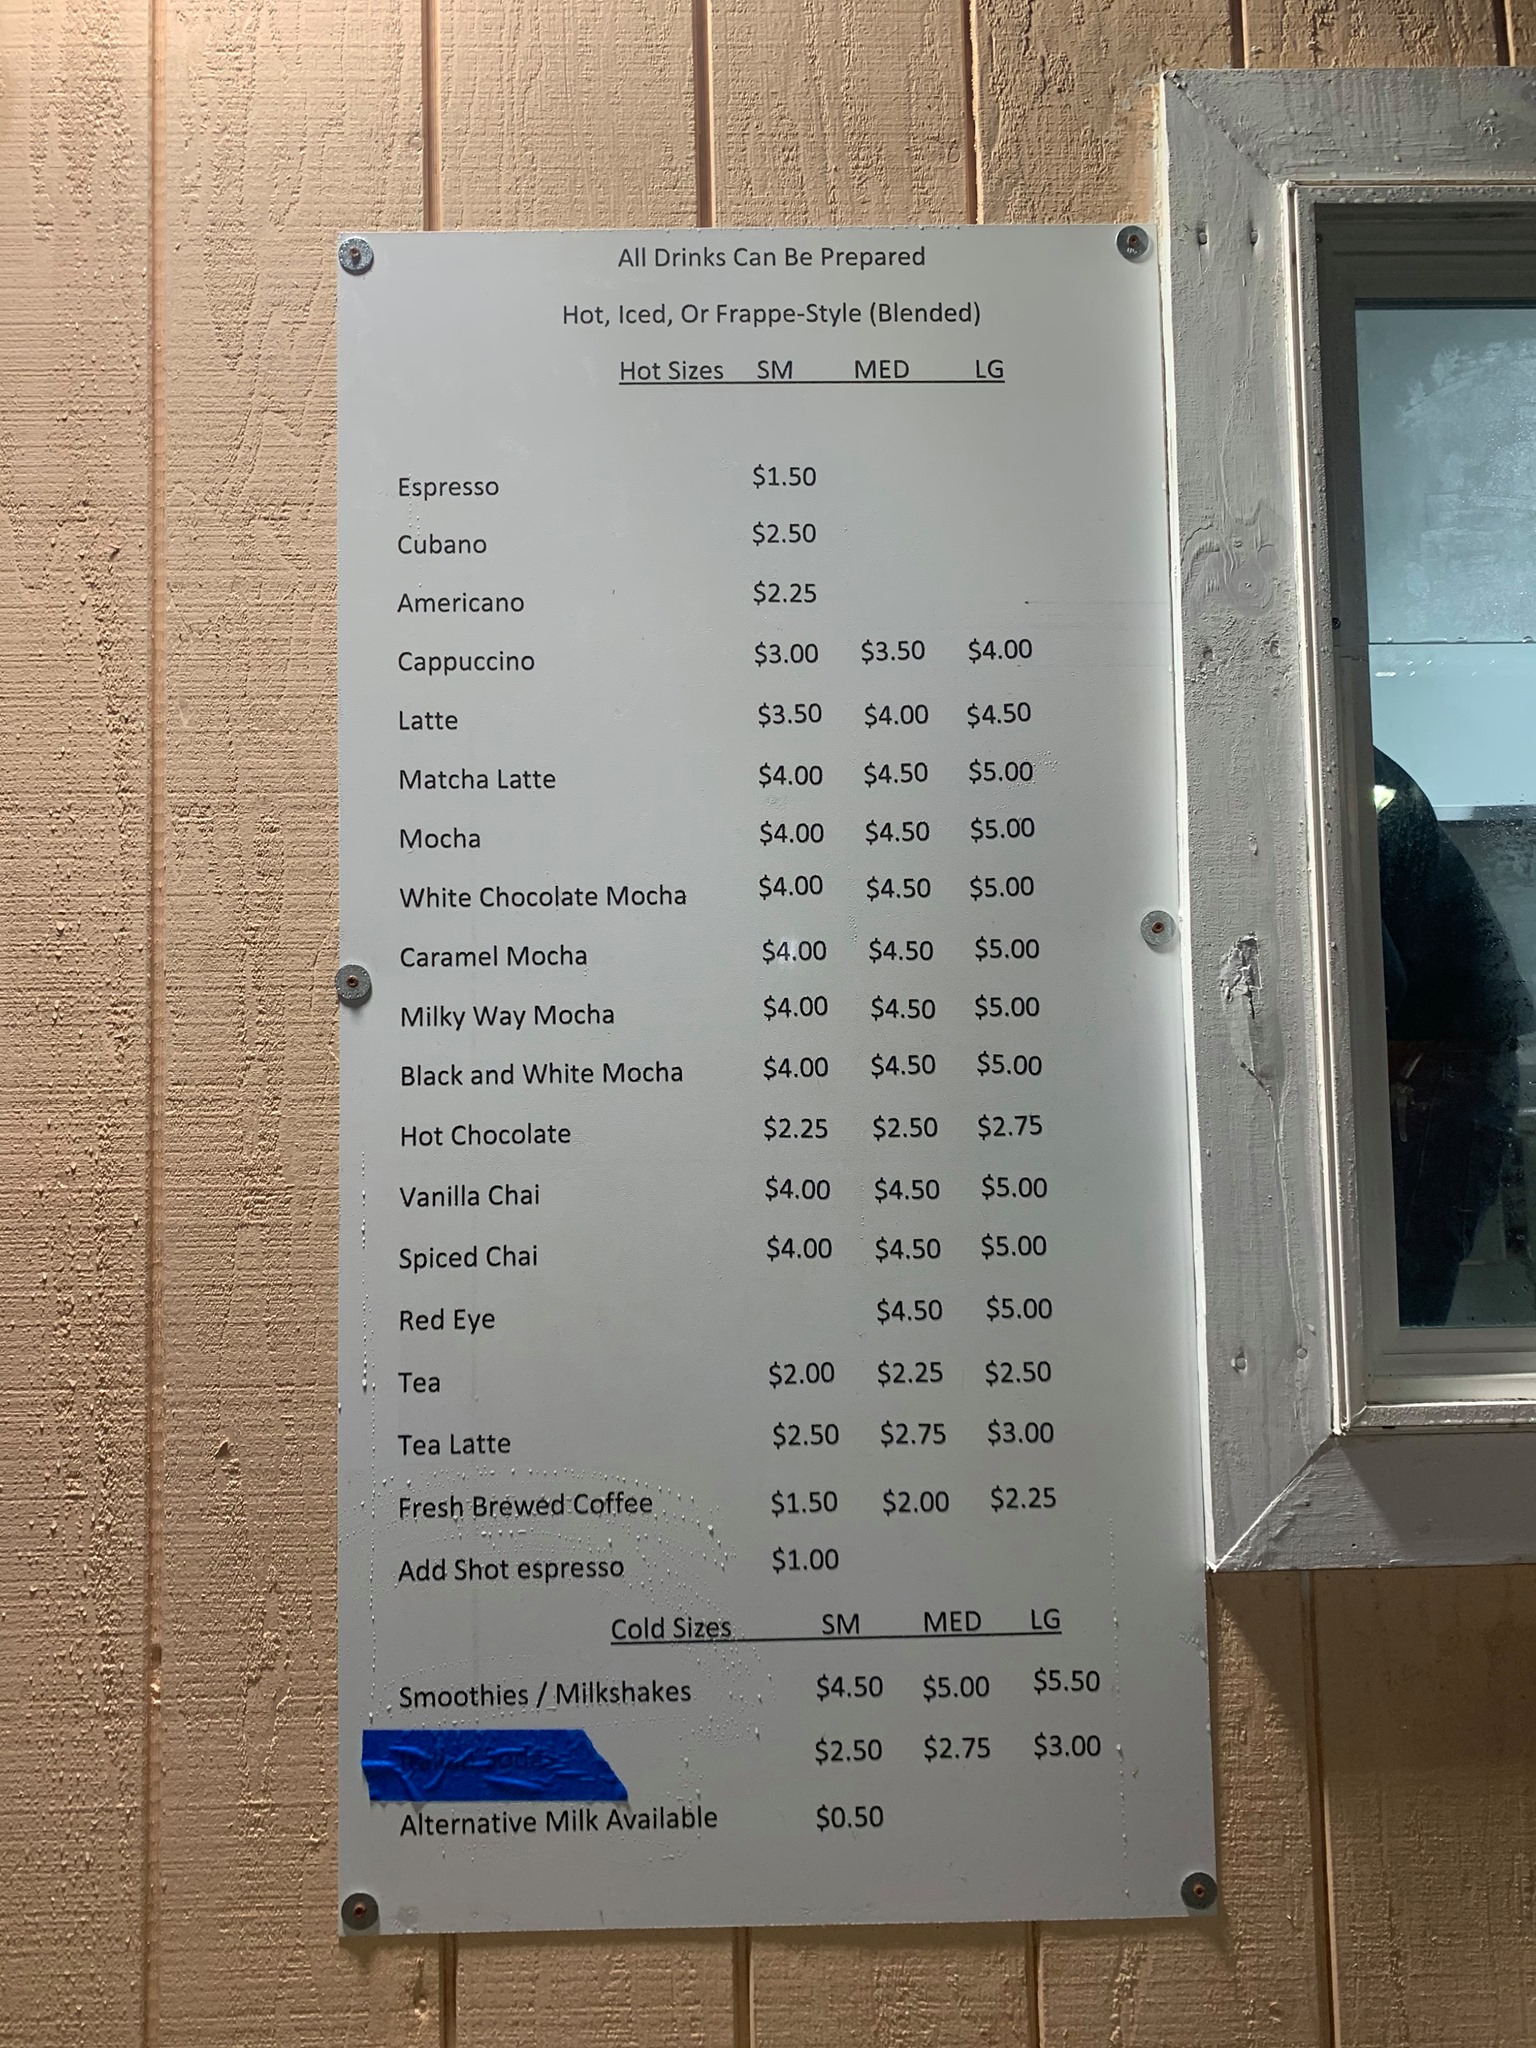 All Drinks Can Be Prepared
Hot, Iced, Or Frappe-Style (Blended)
Hot Sizes SM MED LG
Espresso $1.50
Cubano $2.50
Americano $2.25
Cappuccino $3.00 $3.50 $4.00
Latte $3.50 $4.00 $4.50
Matcha Latte $4.00 $4.50 $5.00
Mocha $4.00 $4.50 $5.00
White Chocolate Mocha $4.00 $4.50 $5.00
Caramel Mocha $4.00 $4.50 $5.00
Milky Way Mocha $4.00 $4.50 $5.00
Black and White Mocha $4.00 $4.50 $5.00
Hot Chocolate $2.25 $2.50 $2.75
Vanilla Chai $4.00 $4.50 $5.00
Spiced Chai $4.00 $4.50 $5.00
Red Eye $4.50 $5.00
Tea $2.00 $2.25 $2.50
Tea Latte $2.50 $2.75 $3.00
Fresh Brewed Coffee $1.50 $2.00 $2.25
Add Shot espresso $1.00
Cold Sizes SM MED LG
Smoothies / Milkshakes $4.50 $5.00 $5.50
$2.50 $2.75 $3.00
Alternative Milk Available $0.50